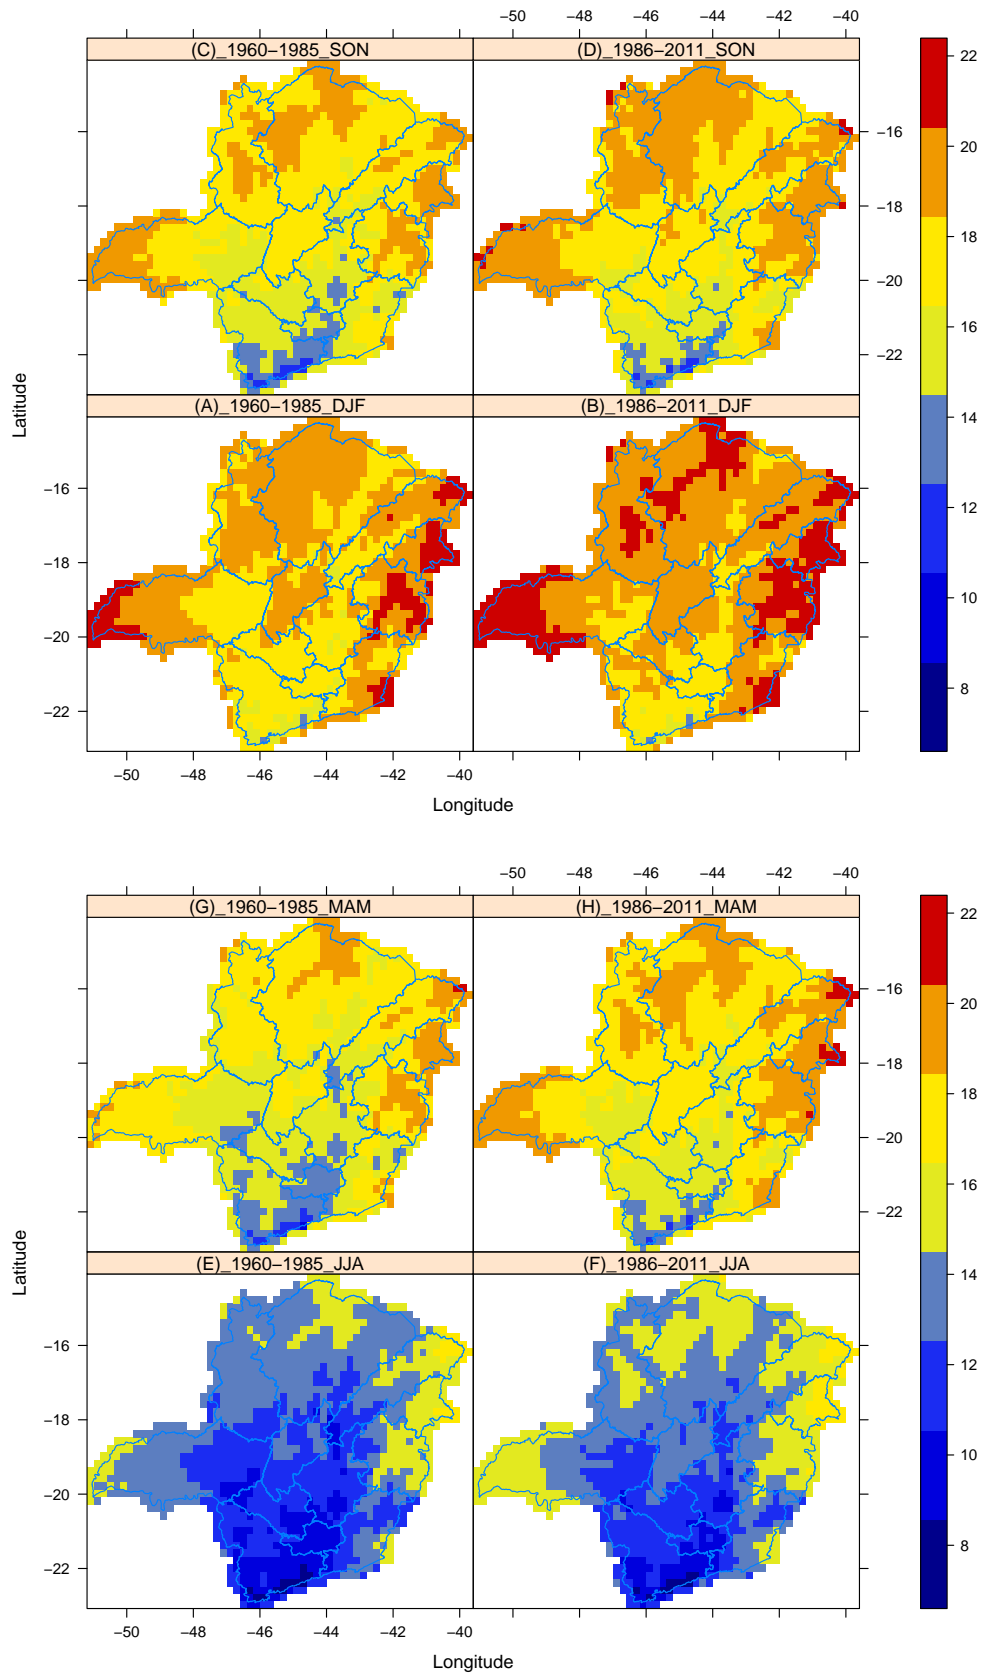 −50 −48 −46 −44 −42 −40
(C)_1960−1985_SON (D)_1986−2011_SON
22
−16 20
−18 18
−20
16
−22
Latitude
(A)_1960−1985_DJF (B)_1986−2011_DJF
14
−16
12
−18
10
−20
8
−22
−50 −48 −46 −44 −42 −40
Longitude
−50 −48 −46 −44 −42 −40
(G)_1960−1985_MAM (H)_1986−2011_MAM
22
−16 20
−18 18
−20
16
−22
Latitude
(E)_1960−1985_JJA (F)_1986−2011_JJA
14
−16
12
−18
10
−20
8
−22
−50 −48 −46 −44 −42 −40
Longitude